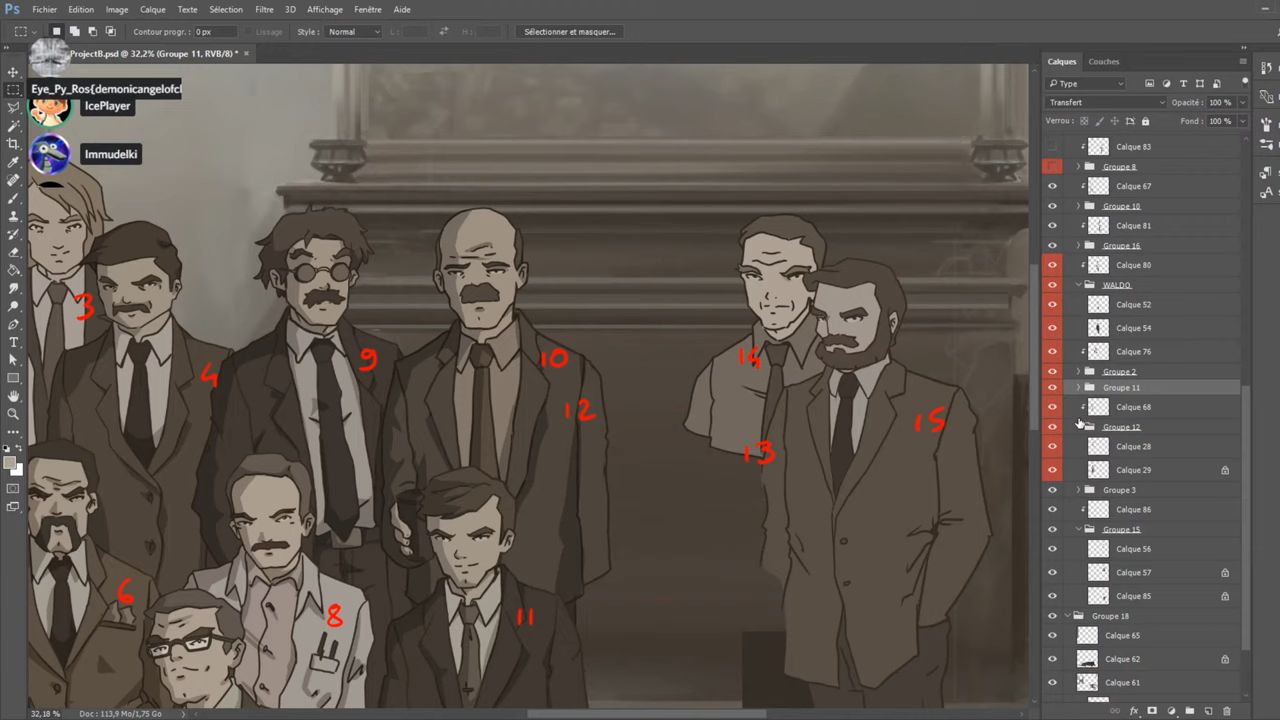 Ps Fichier Edition Image Calque Texte Sélection Filtre 3D Affichage Fenêtre Aide
Contour progr. : 0 px Lissage Style : Normal L : H : Sélectionner et masquer...
ProjectB.psd @ 32,2% (Groupe 11, RVB/8) * ×
Calques Couches
Type
Eye_Py_Ros{demonicangelofcl
IcePlayer
Immudelki
Transfert Opacité : 100 %
Verrou : Fond : 100 %
Calque 83
Groupe 8
Calque 67
Groupe 10
Calque 81
Groupe 16
Calque 80
WALDO
Calque 52
Calque 54
Calque 76
Groupe 2
Groupe 11
Calque 68
Groupe 12
Calque 28
Calque 29
Groupe 3
Calque 86
Groupe 15
Calque 56
Calque 57
Calque 85
Groupe 18
Calque 65
Calque 62
Calque 61
3
4
9
10
12
14
13
15
6
8
11
32,18 % Doc : 113,9 Mo/1,75 Go
fx